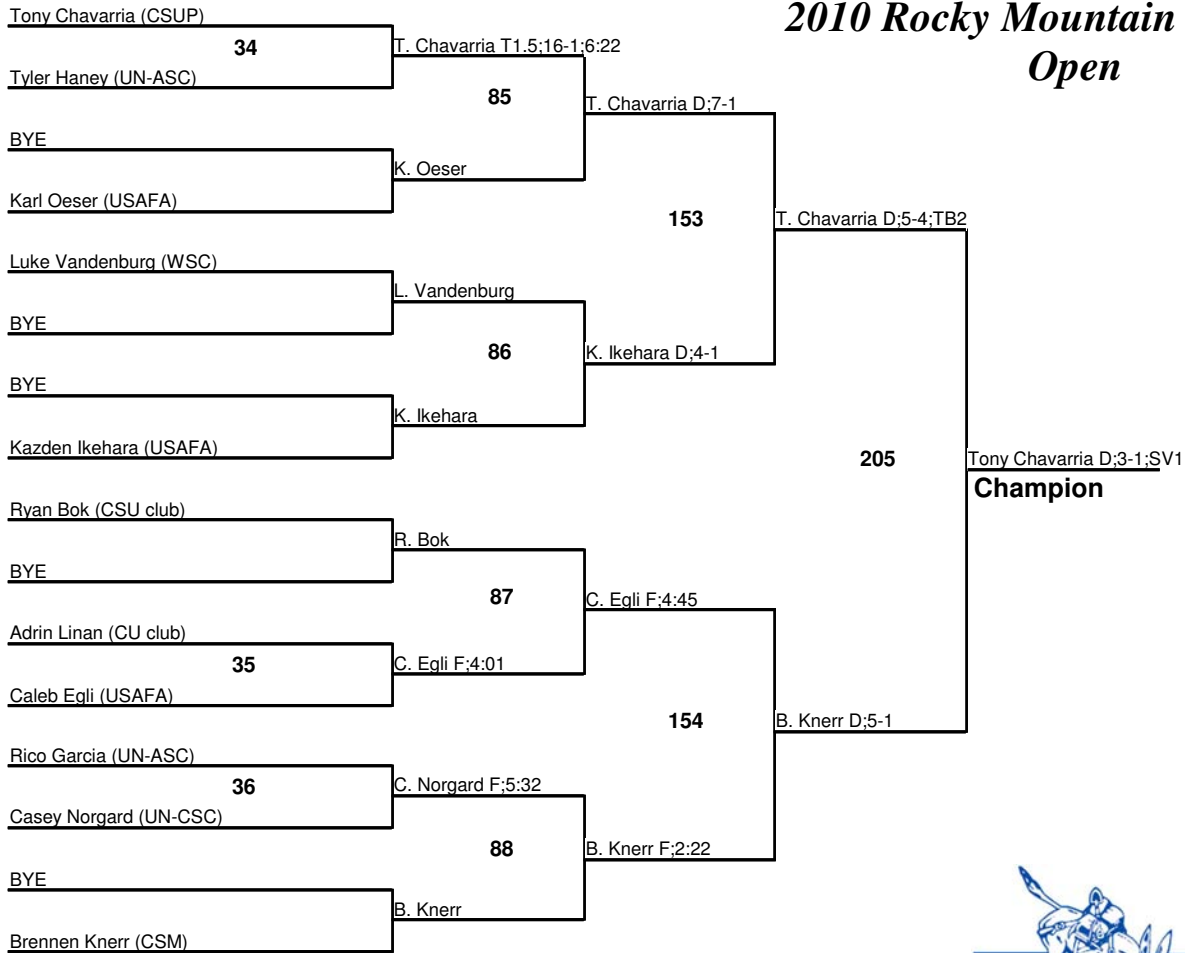 2010 Rocky Mountain
Open
Tony Chavarria (CSUP)
34
Tyler Haney (UN-ASC)
BYE
Karl Oeser (USAFA)
Luke Vandenburg (WSC)
BYE
BYE
Kazden Ikehara (USAFA)
Ryan Bok (CSU club)
BYE
Adrin Linan (CU club)
35
Caleb Egli (USAFA)
Rico Garcia (UN-ASC)
36
Casey Norgard (UN-CSC)
BYE
Brennen Knerr (CSM)
T. Chavarria T1.5;16-1;6:22
85
K. Oeser
L. Vandenburg
86
K. Ikehara
R. Bok
87
C. Egli F;4:01
C. Norgard F;5:32
88
B. Knerr
T. Chavarria D;7-1
153
K. Ikehara D;4-1
C. Egli F;4:45
154
B. Knerr F;2:22
T. Chavarria D;5-4;TB2
205
B. Knerr D;5-1
Tony Chavarria D;3-1;SV1
Champion